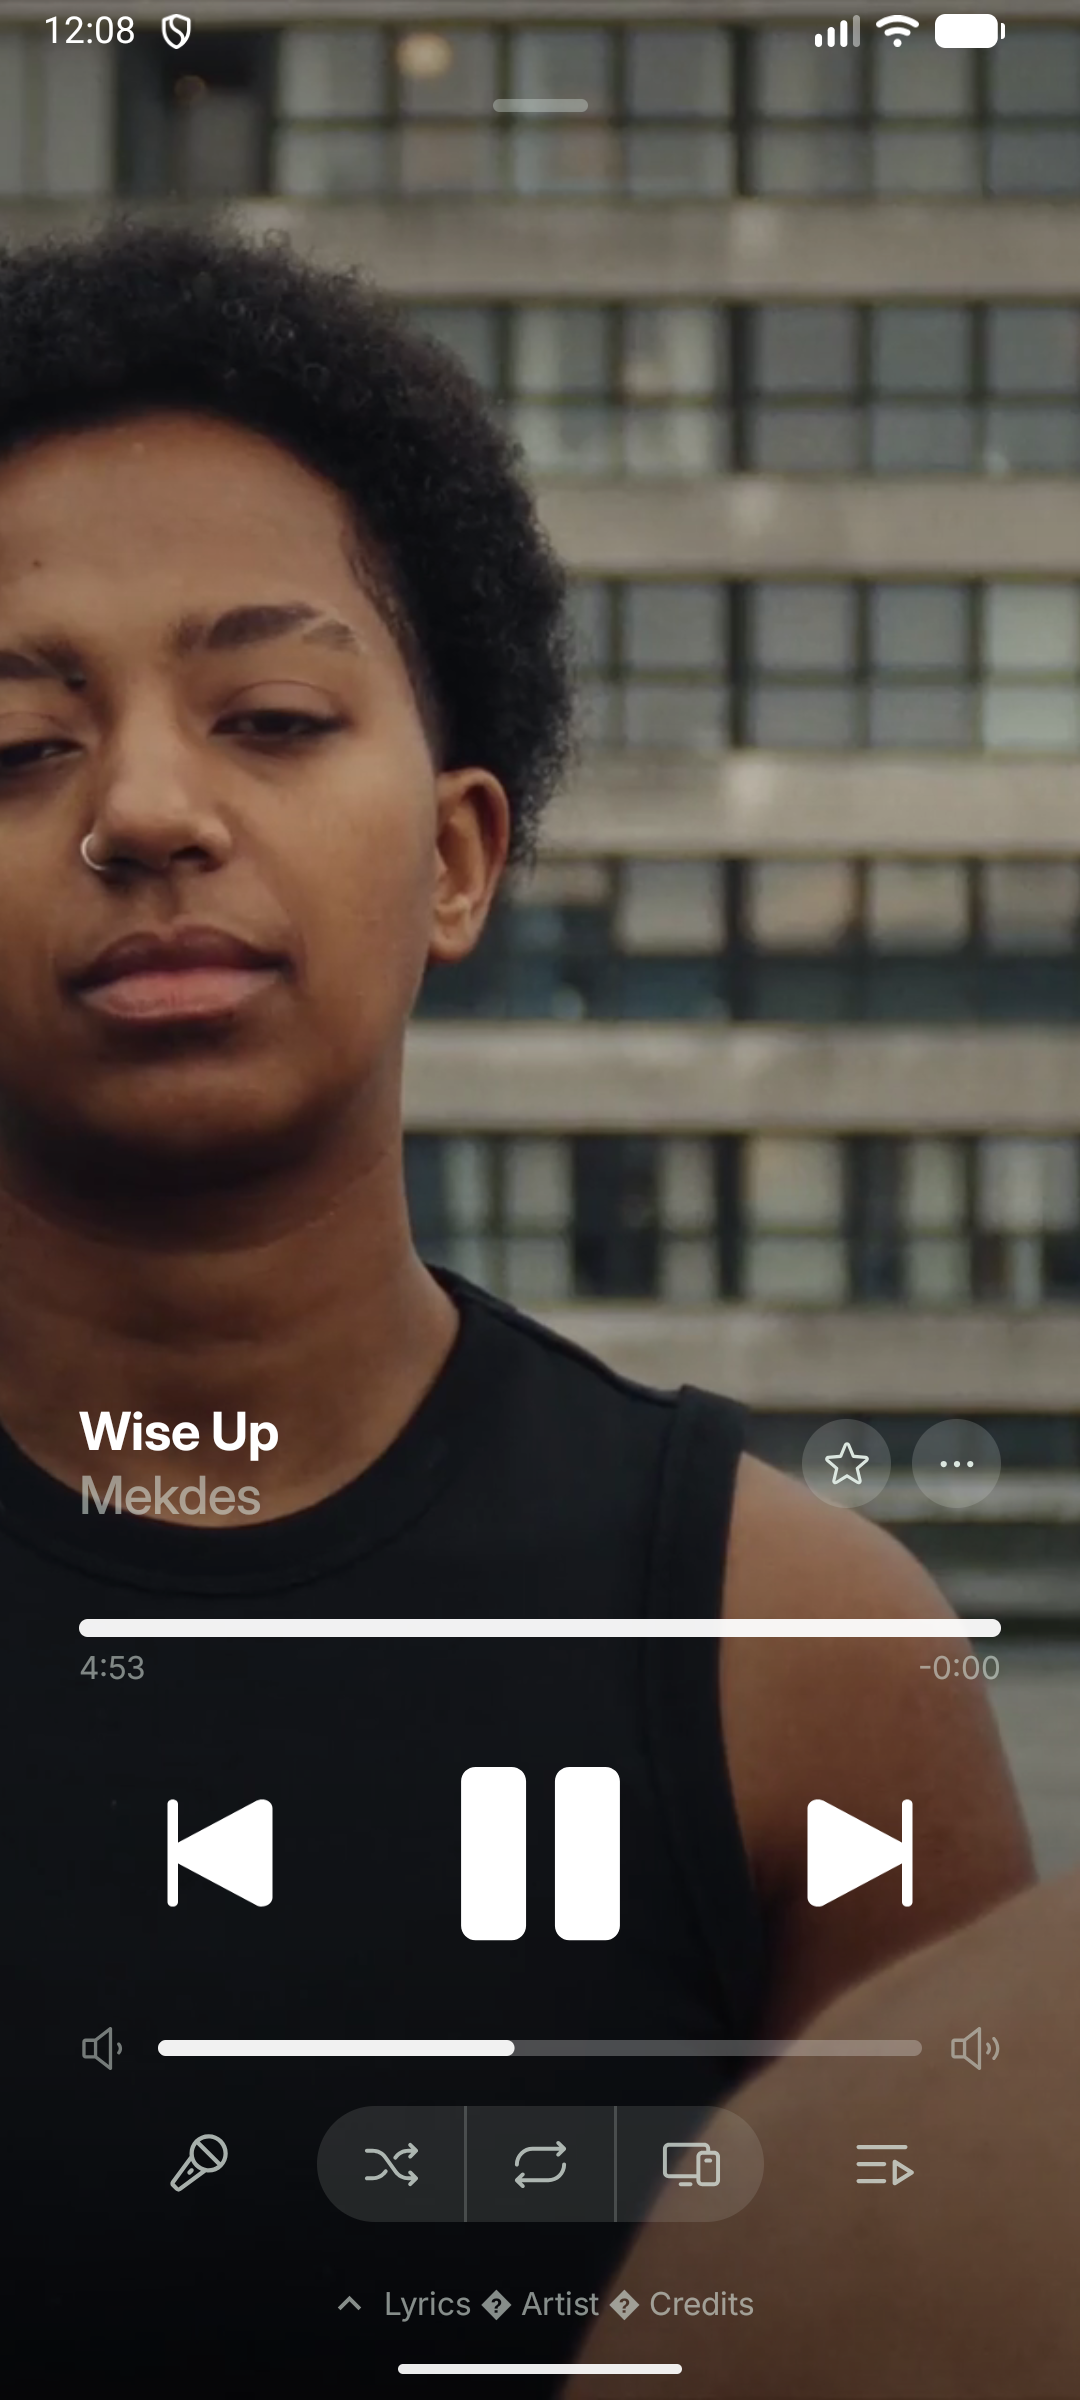 12:08
Wise Up
Mekdes
4:53
-0:00
Lyrics � Artist � Credits